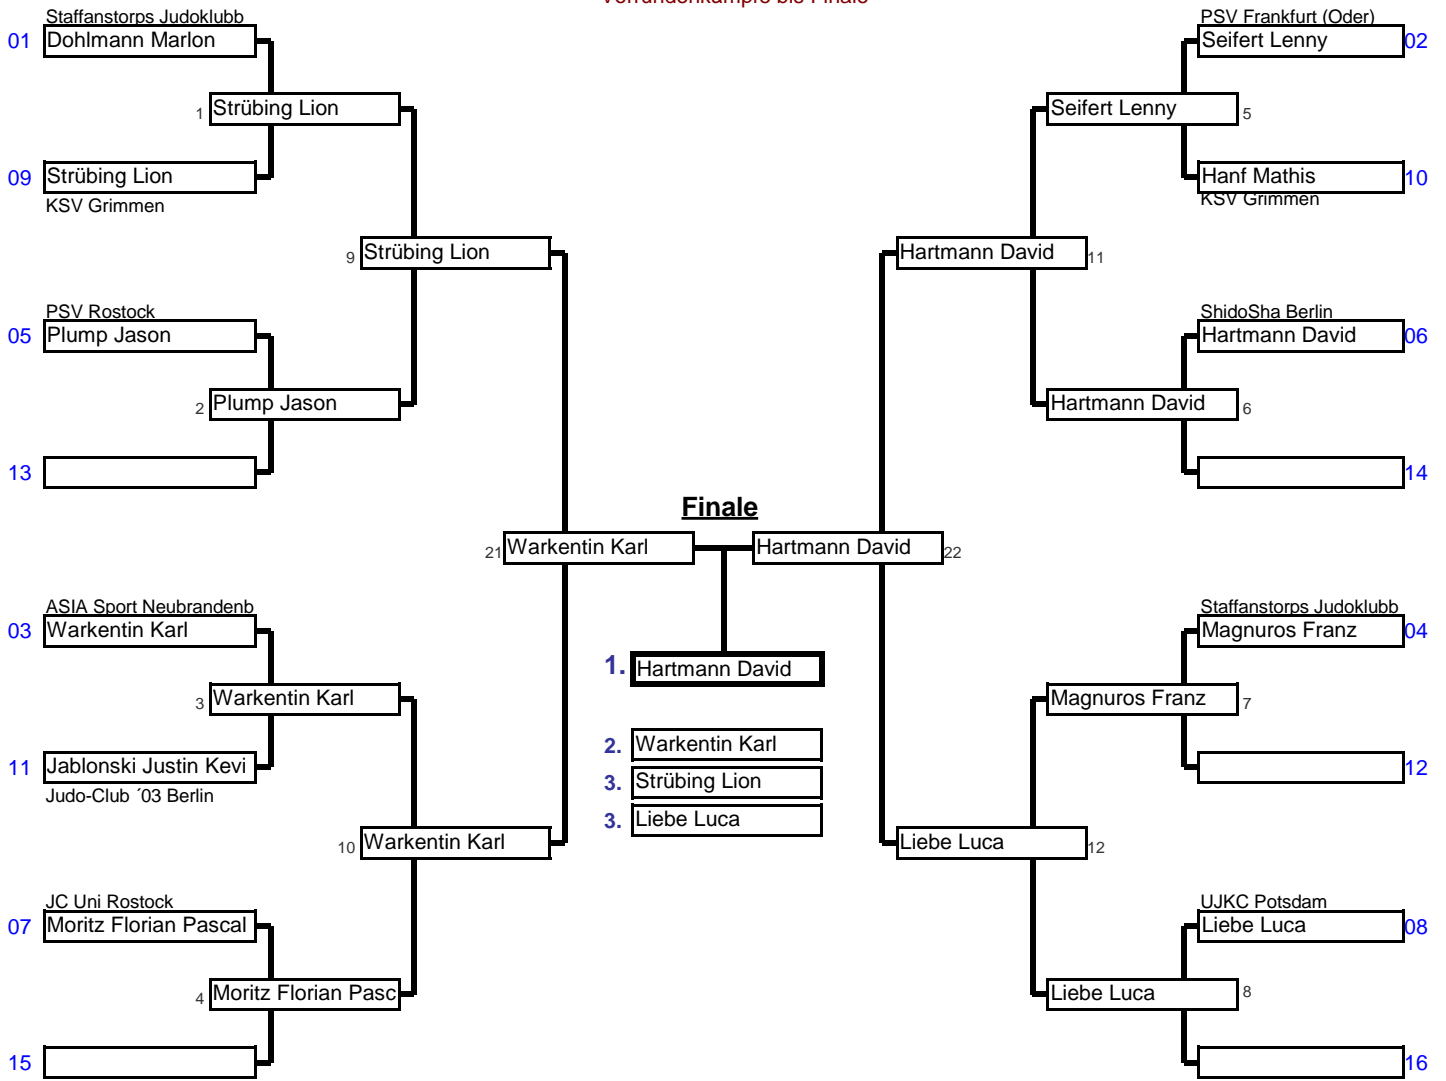 Vorrundenkämpfe bis Finale
Staffanstorps Judoklubb
01 Dohlmann Marlon
1 Strübing Lion
09 Strübing Lion
KSV Grimmen
9 Strübing Lion
PSV Rostock
05 Plump Jason
2 Plump Jason
13
21 Warkentin Karl
ASIA Sport Neubrandenb
03 Warkentin Karl
3 Warkentin Karl
11 Jablonski Justin Kevi
Judo-Club ´03 Berlin
10 Warkentin Karl
JC Uni Rostock
07 Moritz Florian Pascal
4 Moritz Florian Pasc
15
Finale
1. Hartmann David
2. Warkentin Karl
3. Strübing Lion
3. Liebe Luca
PSV Frankfurt (Oder)
Seifert Lenny 02
Seifert Lenny 5
Hanf Mathis 10
KSV Grimmen
Hartmann David 11
ShidoSha Berlin
Hartmann David 06
Hartmann David 6
14
Hartmann David 22
Staffanstorps Judoklubb
Magnuros Franz 04
Magnuros Franz 7
12
Liebe Luca 12
UJKC Potsdam
Liebe Luca 08
Liebe Luca 8
16